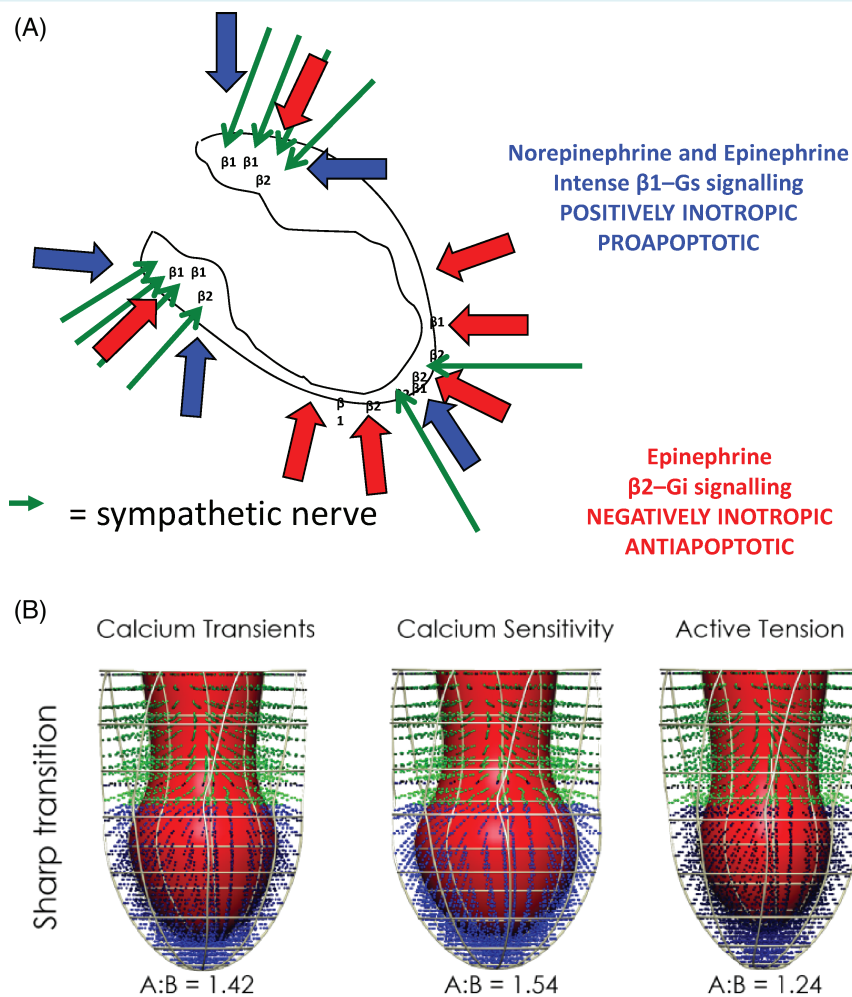 (A)
Norepinephrine and Epinephrine
Intense β1–Gs signalling
POSITIVELY INOTROPIC
PROAPOPTOTIC
β1 β1
β2
β1 β1
β2
β1
β2
β2
β1
β
1
β2
Epinephrine
β2–Gi signalling
NEGATIVELY INOTROPIC
ANTIAPOPTOTIC
= sympathetic nerve
(B)
Calcium Transients
Calcium Sensitivity
Active Tension
Sharp transition
A:B = 1.42
A:B = 1.54
A:B = 1.24